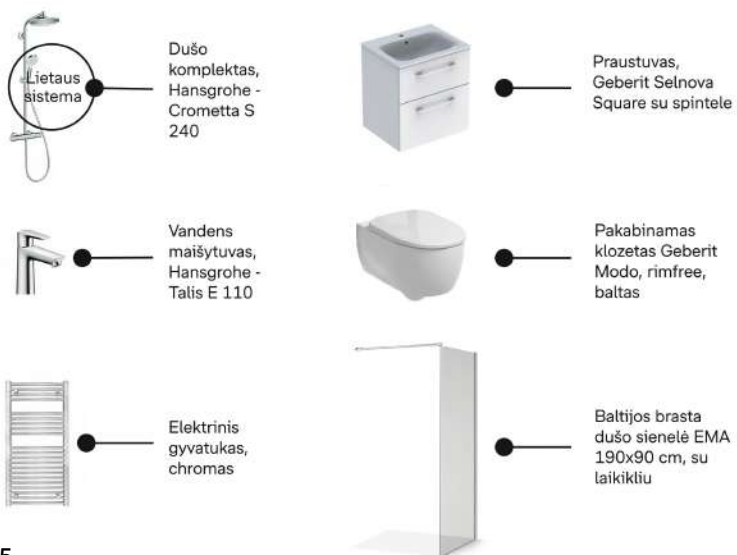 Lietaus
sistema
Dušo
komplektas,
Hansgrohe -
Crometta S
240
Praustuvas,
Geberit Selnova
Square su spintele
Vandens
maišytuvas,
Hansgrohe -
Talis E 110
Pakabinamas
klozetas Geberit
Modo, rimfree,
baltas
Elektrinis
gyvatukas,
chromas
Baltijos brasta
dušo sienelė EMA
190x90 cm, su
laikikliu